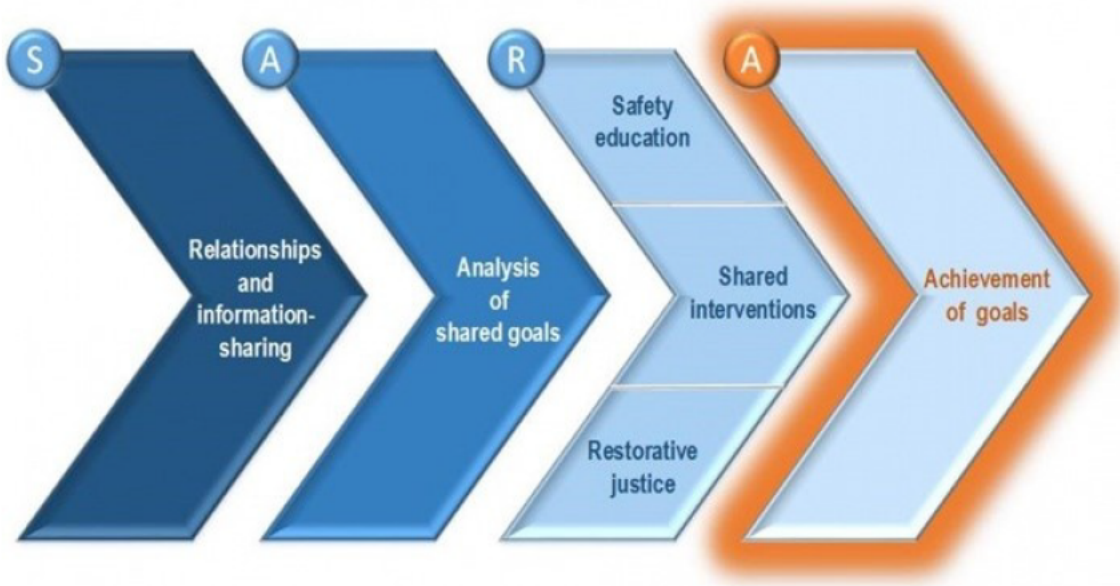 S
Relationships
and
information-
sharing
A
Analysis
of
shared goals
R
Safety
education
Shared
interventions
Restorative
justice
A
Achievement
of goals